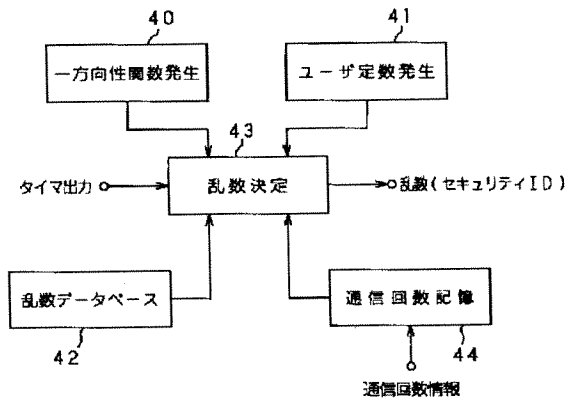 40
一方向性関数発生
41
ユーザ定数発生
43
乱数決定
タイマ出力
乱数(セキュリティID)
乱数データベース
42
通信回数記憶
44
通信回数情報